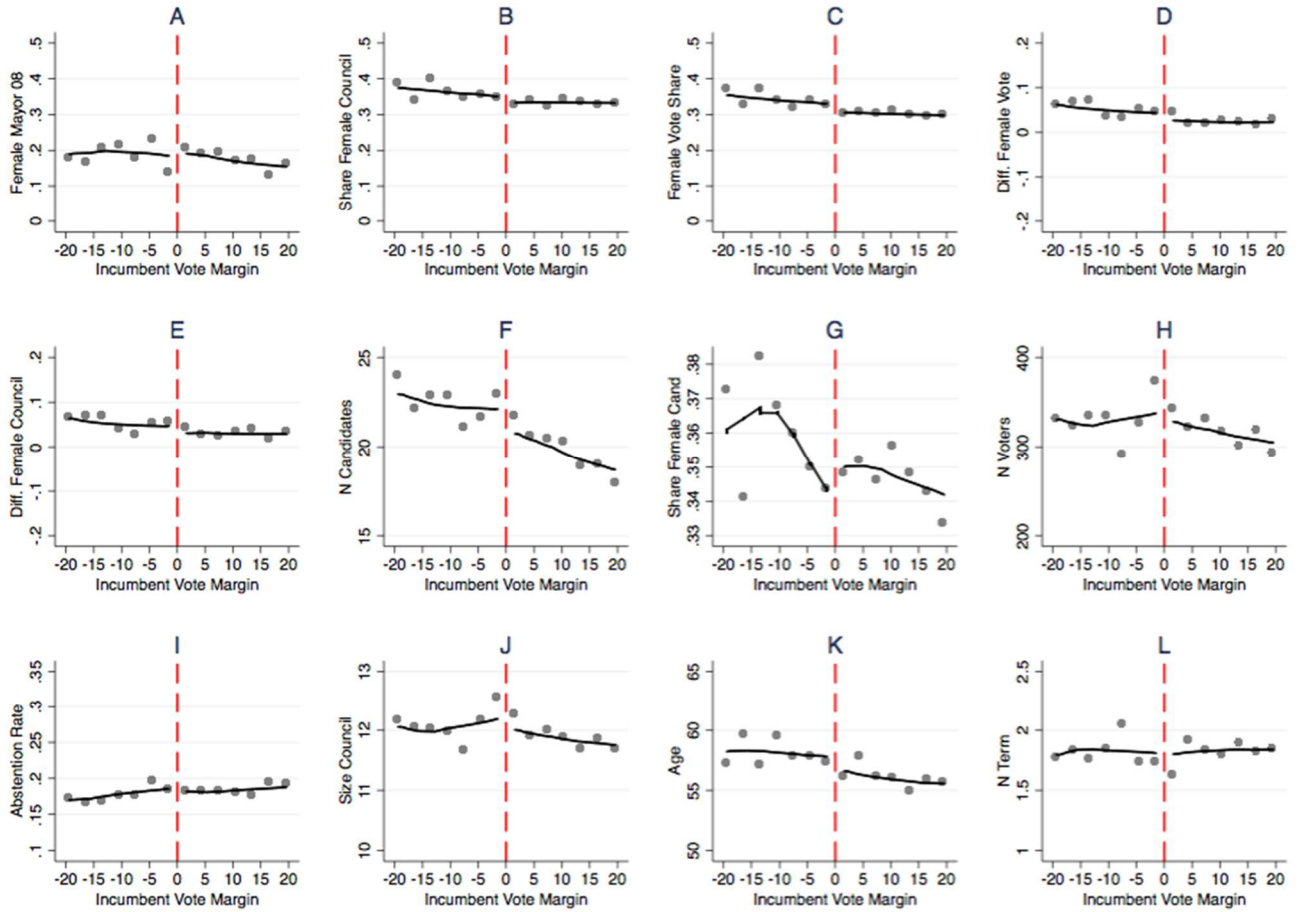 A B C D
Female Mayor 08
.5
.4
.3
.2
.1
0
-20 -15 -10 -5 0 5 10 15 20
Incumbent Vote Margin
Share Female Council
.5
.4
.3
.2
.1
0
-20 -15 -10 -5 0 5 10 15 20
Incumbent Vote Margin
Female Vote Share
.5
.4
.3
.2
.1
0
-20 -15 -10 -5 0 5 10 15 20
Incumbent Vote Margin
Diff. Female Vote
.2
.1
0
-.1
-.2
-20 -15 -10 -5 0 5 10 15 20
Incumbent Vote Margin
E F G H
Diff. Female Council
.2
.1
0
-.1
-.2
-20 -15 -10 -5 0 5 10 15 20
Incumbent Vote Margin
N Candidates
25
20
15
-20 -15 -10 -5 0 5 10 15 20
Incumbent Vote Margin
Share Female Cand
.38
.37
.36
.35
.34
.33
-20 -15 -10 -5 0 5 10 15 20
Incumbent Vote Margin
N Voters
400
300
200
-20 -15 -10 -5 0 5 10 15 20
Incumbent Vote Margin
I J K L
Abstention Rate
.35
.3
.25
.2
.15
.1
-20 -15 -10 -5 0 5 10 15 20
Incumbent Vote Margin
Size Council
13
12
11
10
-20 -15 -10 -5 0 5 10 15 20
Incumbent Vote Margin
Age
65
60
55
50
-20 -15 -10 -5 0 5 10 15 20
Incumbent Vote Margin
N Term
2.5
2
1.5
1
-20 -15 -10 -5 0 5 10 15 20
Incumbent Vote Margin